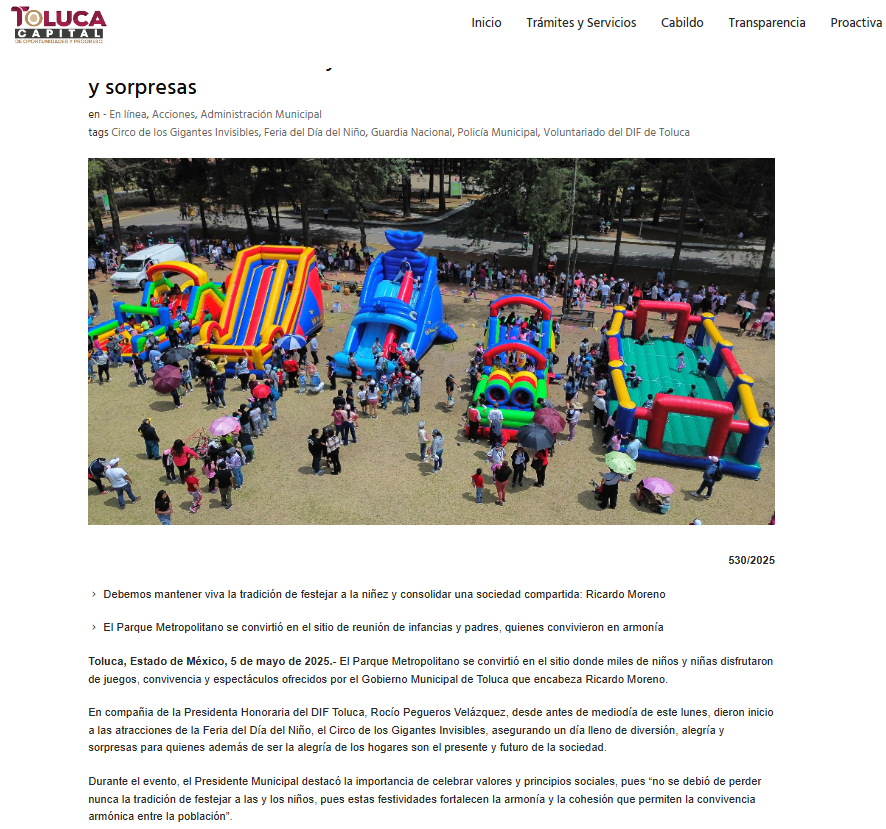 TOLUCA
CAPITAL
DE OPORTUNIDADES Y PROGRESO
Inicio Trámites y Servicios Cabildo Transparencia Proactiva
y sorpresas
en - En línea, Acciones, Administración Municipal
tags Circo de los Gigantes Invisibles, Feria del Día del Niño, Guardia Nacional, Policía Municipal, Voluntariado del DIF de Toluca
530/2025
› Debemos mantener viva la tradición de festejar a la niñez y consolidar una sociedad compartida: Ricardo Moreno
› El Parque Metropolitano se convirtió en el sitio de reunión de infancias y padres, quienes convivieron en armonía
Toluca, Estado de México, 5 de mayo de 2025.- El Parque Metropolitano se convirtió en el sitio donde miles de niños y niñas disfrutaron
de juegos, convivencia y espectáculos ofrecidos por el Gobierno Municipal de Toluca que encabeza Ricardo Moreno.
En compañia de la Presidenta Honoraria del DIF Toluca, Rocío Pegueros Velázquez, desde antes de mediodía de este lunes, dieron inicio
a las atracciones de la Feria del Día del Niño, el Circo de los Gigantes Invisibles, asegurando un día lleno de diversión, alegría y
sorpresas para quienes además de ser la alegría de los hogares son el presente y futuro de la sociedad.
Durante el evento, el Presidente Municipal destacó la importancia de celebrar valores y principios sociales, pues “no se debió de perder
nunca la tradición de festejar a las y los niños, pues estas festividades fortalecen la armonía y la cohesión que permiten la convivencia
armónica entre la población”.